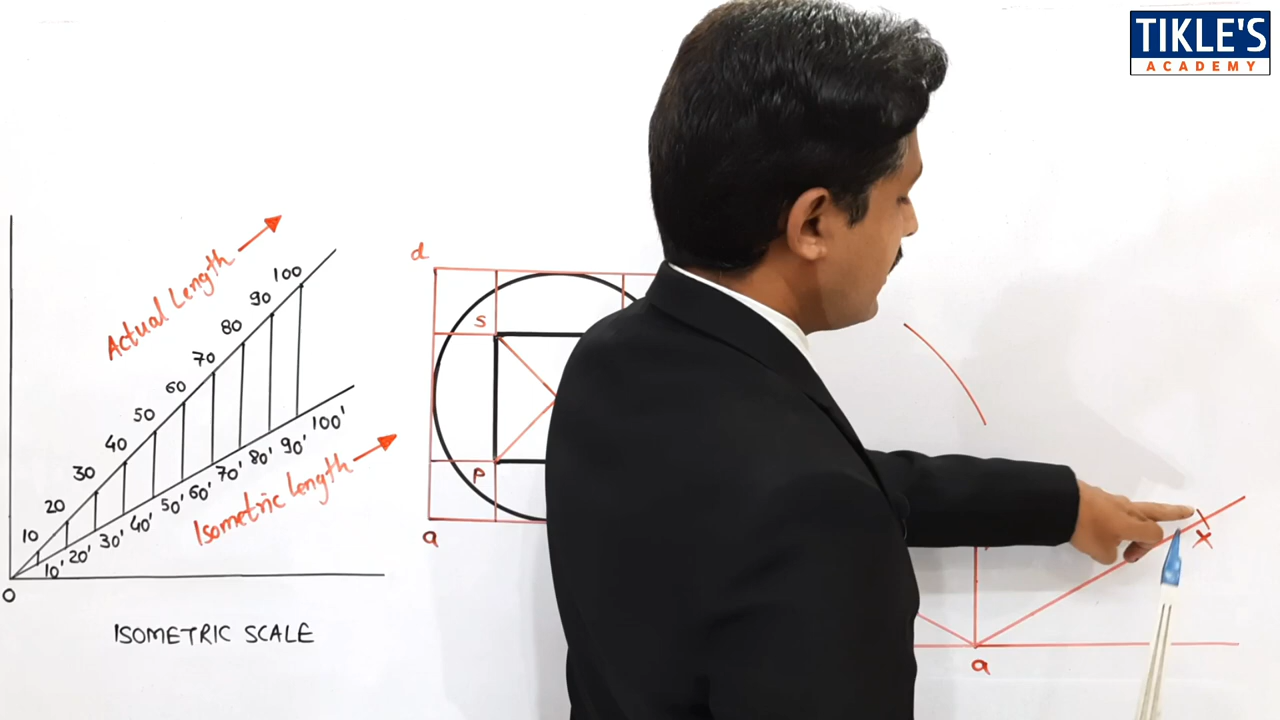 TIKLE'S
ACADEMY
Actual Length
10
20
30
40
50
60
70
80
90
100
10'
20'
30'
40'
50'
60'
70'
80'
90'
100'
Isometric Length
0
ISOMETRIC SCALE
d
S
P
a
x
a